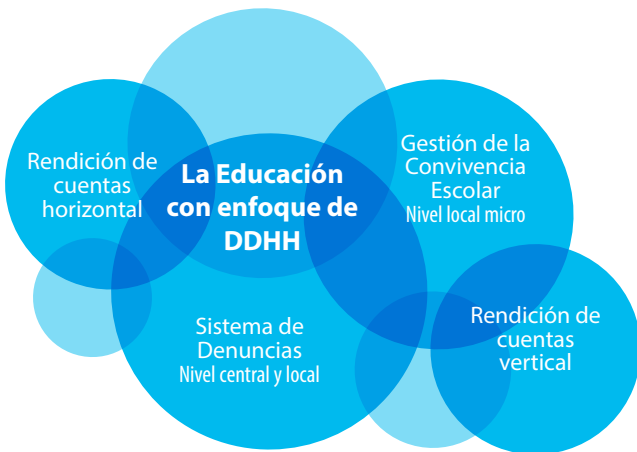 Rendición de
cuentas
horizontal
La Educación
con enfoque de
DDHH
Gestión de la
Convivencia
Escolar
Nivel local micro
Sistema de
Denuncias
Nivel central y local
Rendición de
cuentas
vertical